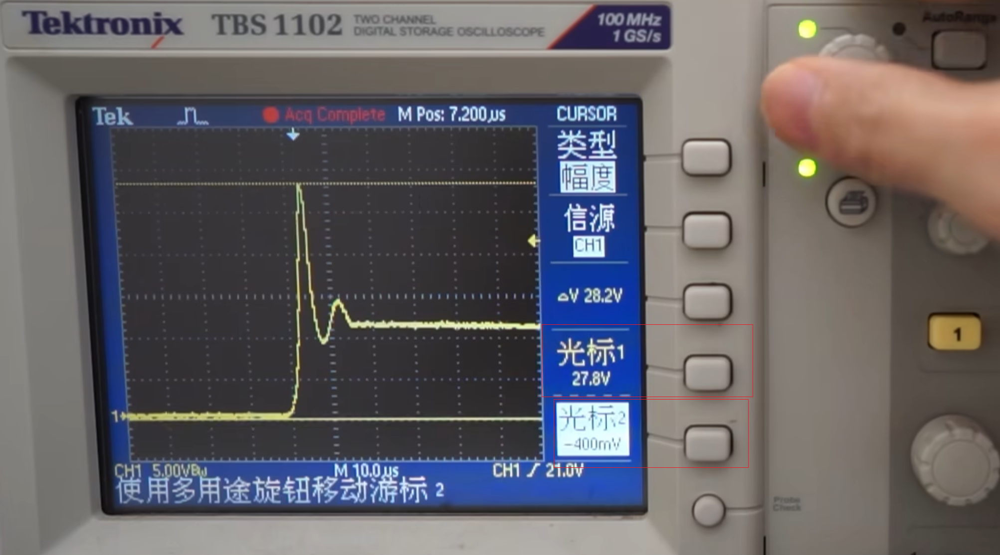 Tektronix TBS 1102 TWO CHANNEL
DIGITAL STORAGE OSCILLOSCOPE
100 MHz
1 GS/s
AutoRange
Tek Acq Complete M Pos: 7.200µs CURSOR
类型
幅度
信源
CH1
△V 28.2V
光标1
27.8V
光标2
-400mV
1
CH1 5.00VBw M 10.0µs CH1 21.0V
使用多用途旋钮移动游标 2
1
Probe
Check